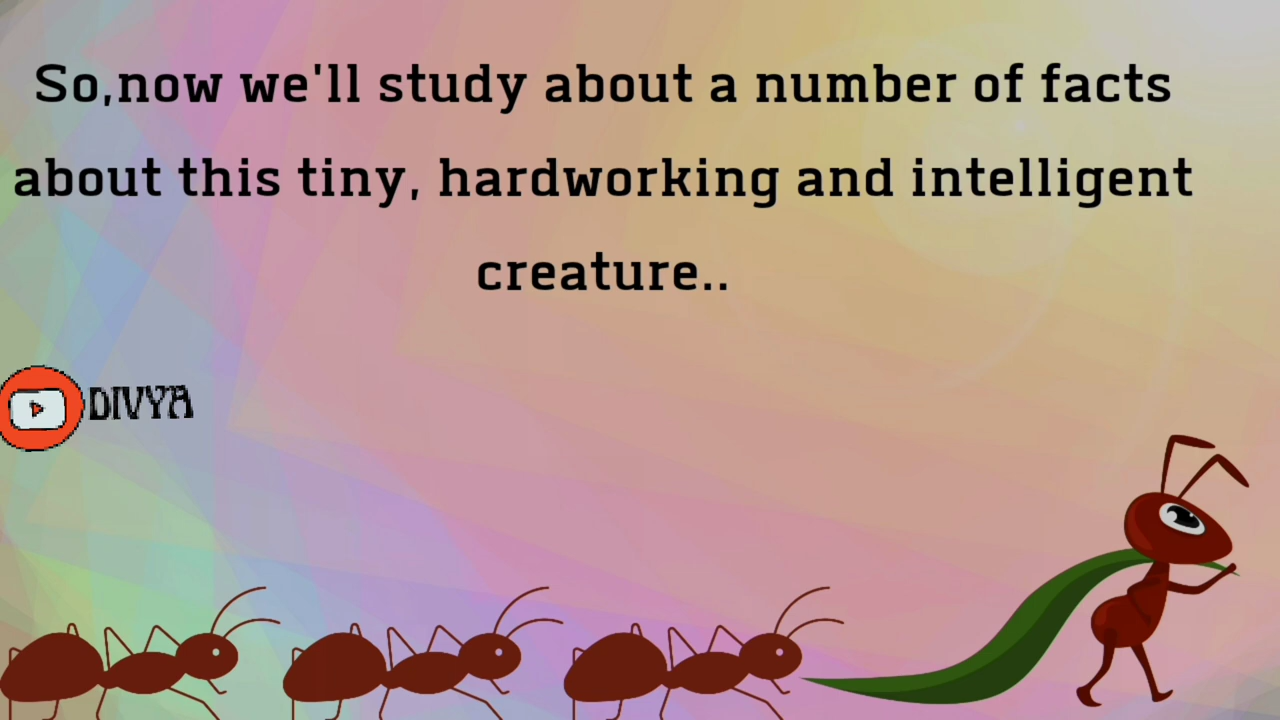 So,now we'll study about a number of facts
about this tiny, hardworking and intelligent
creature..
DIVYA